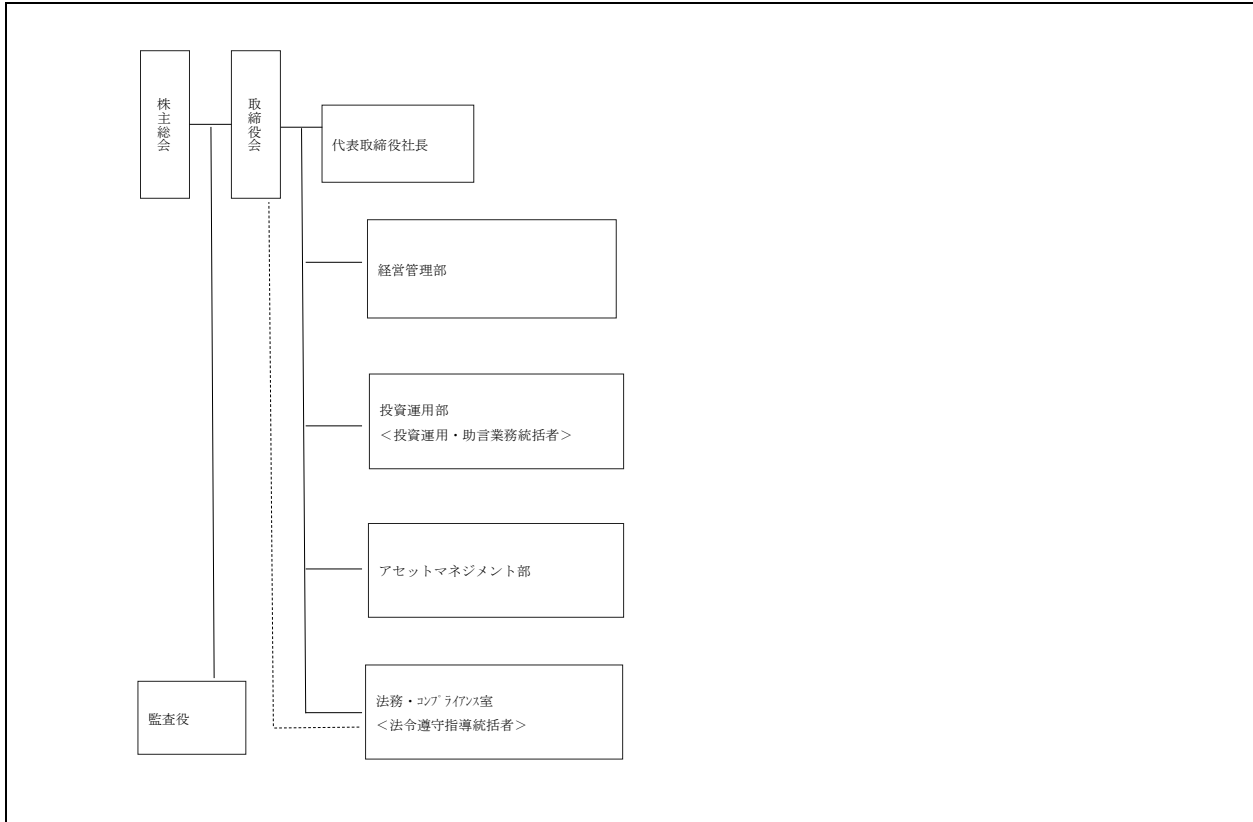 株主総会
取締役会
代表取締役社長
経営管理部
投資運用部
＜投資運用・助言業務統括者＞
アセットマネジメント部
法務・ｺﾝﾌﾟﾗｲｱﾝｽ室
＜法令遵守指導統括者＞
監査役